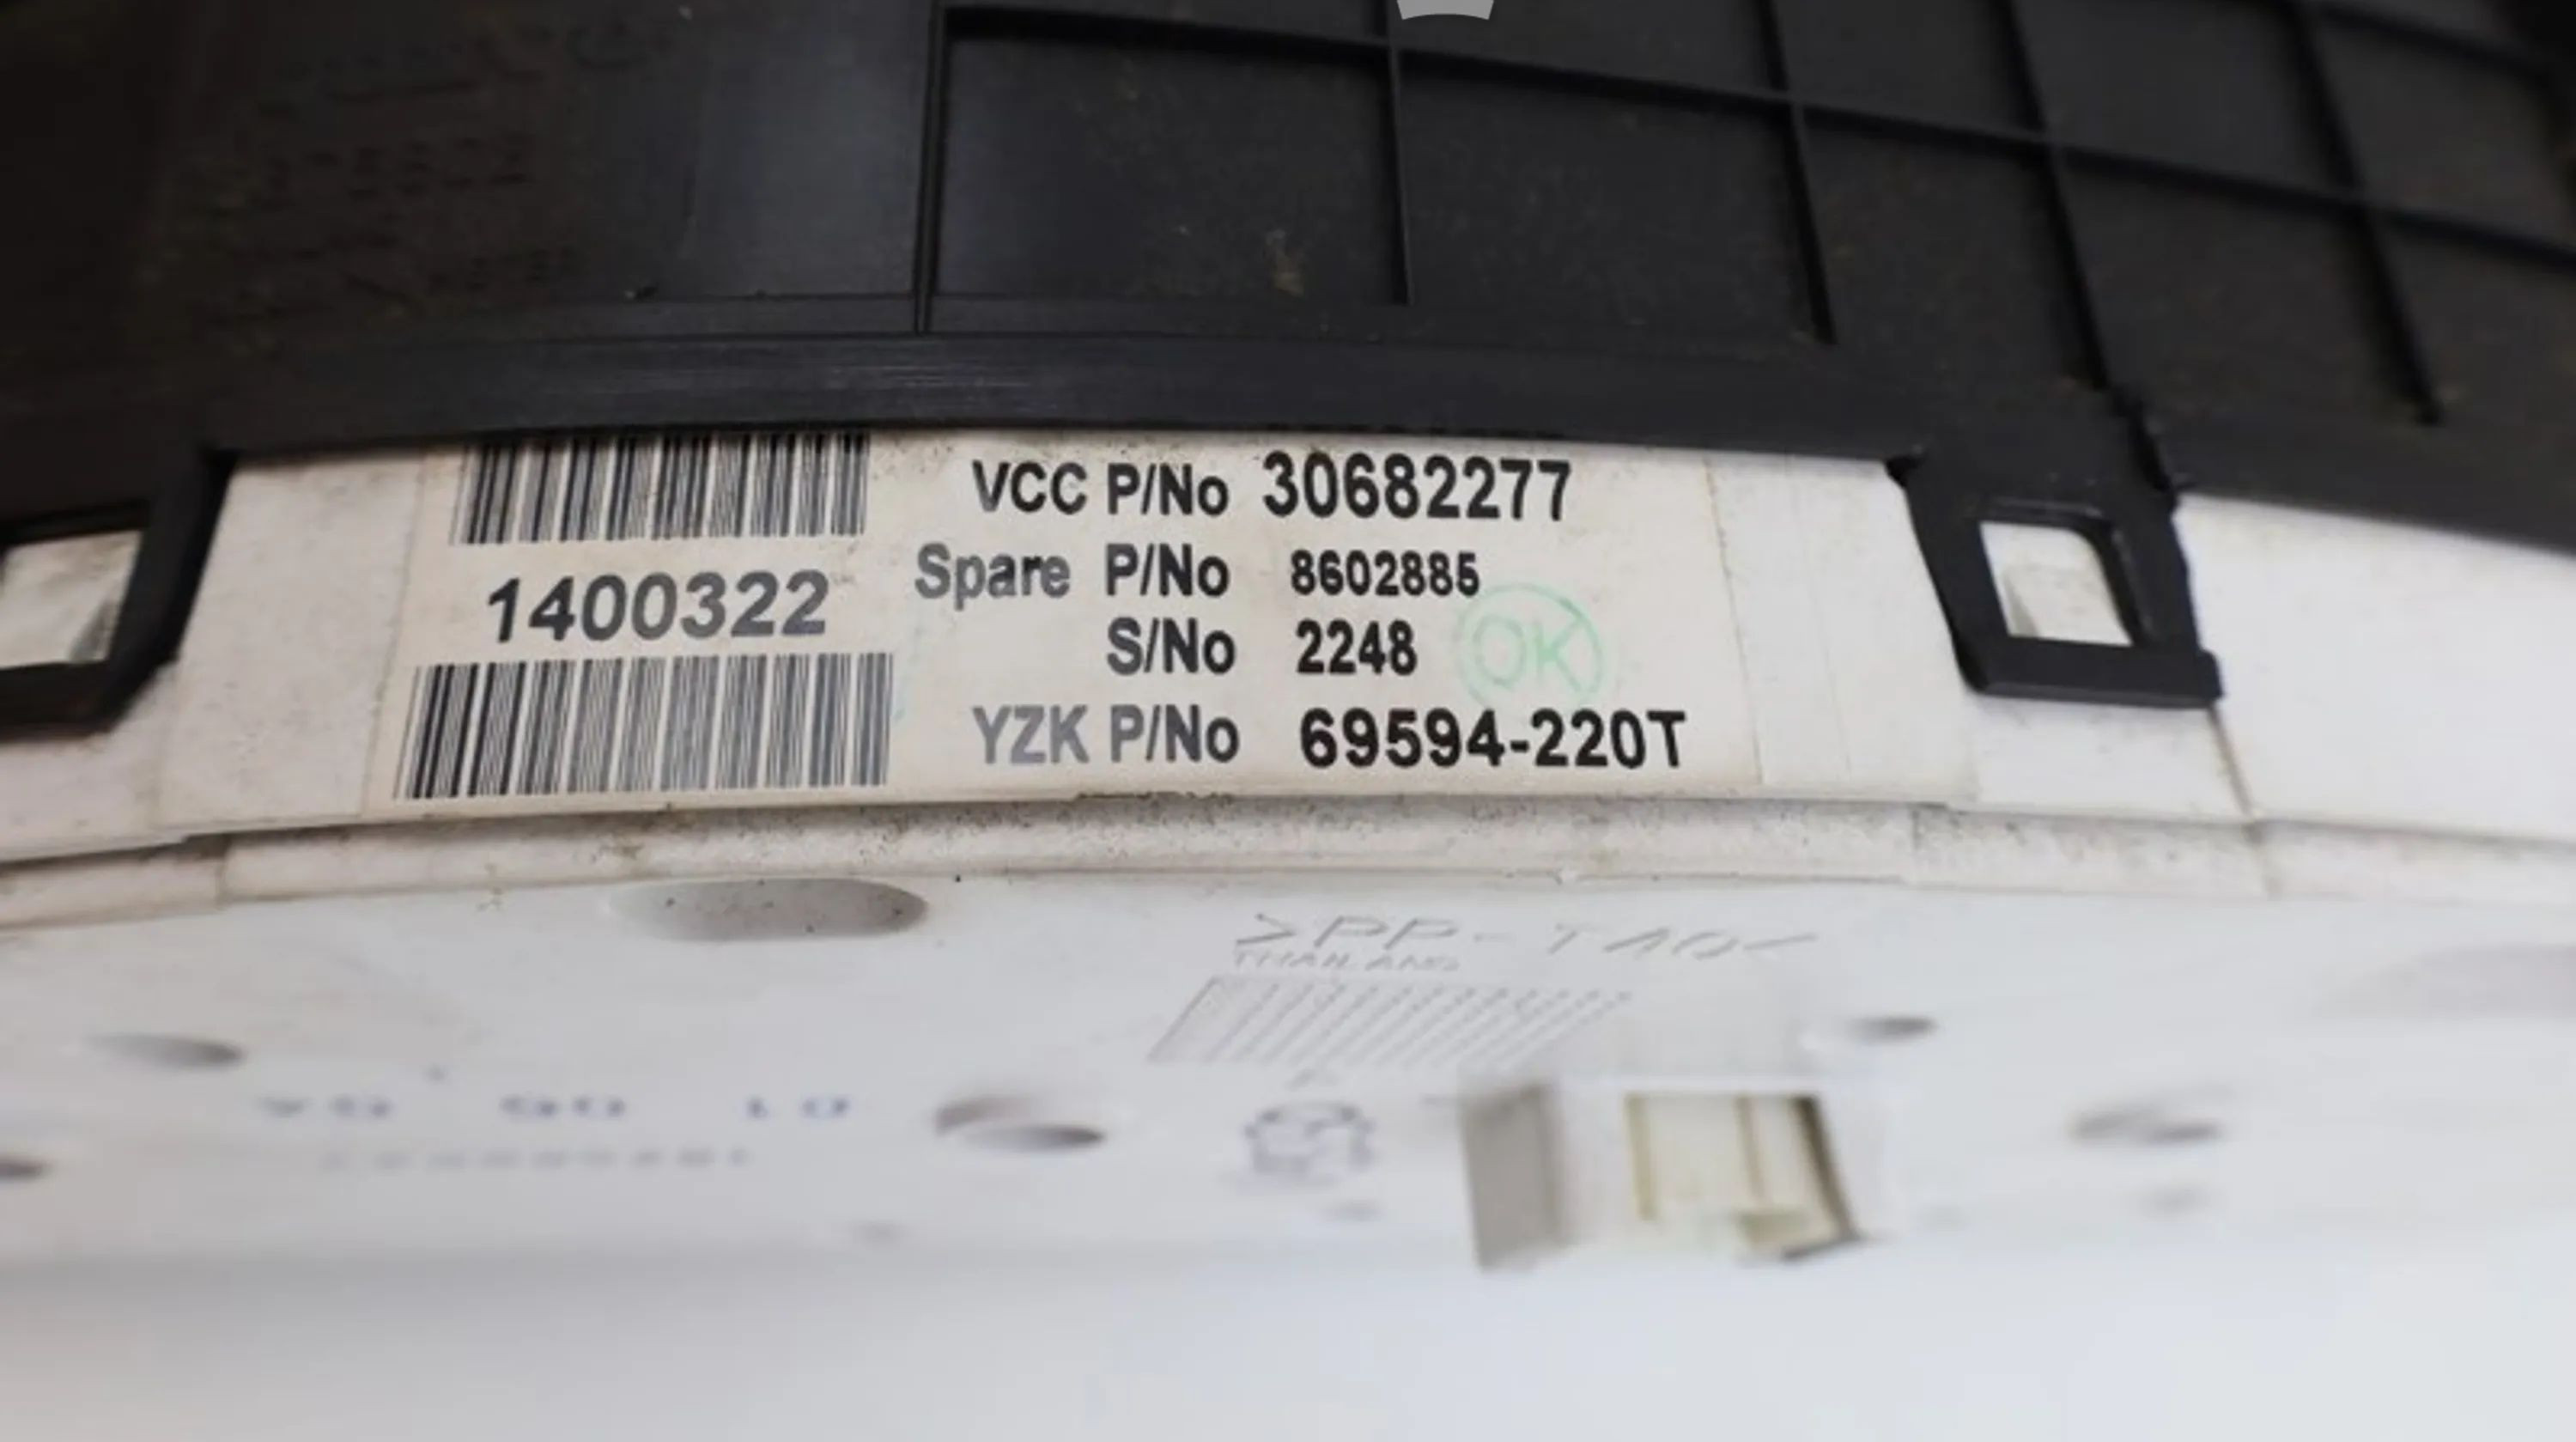 VCC P/No 30682277
1400322
Spare P/No 8602885
S/No 2248
OK
YZK P/No 69594-220T
>PP-T40<
THAILAND